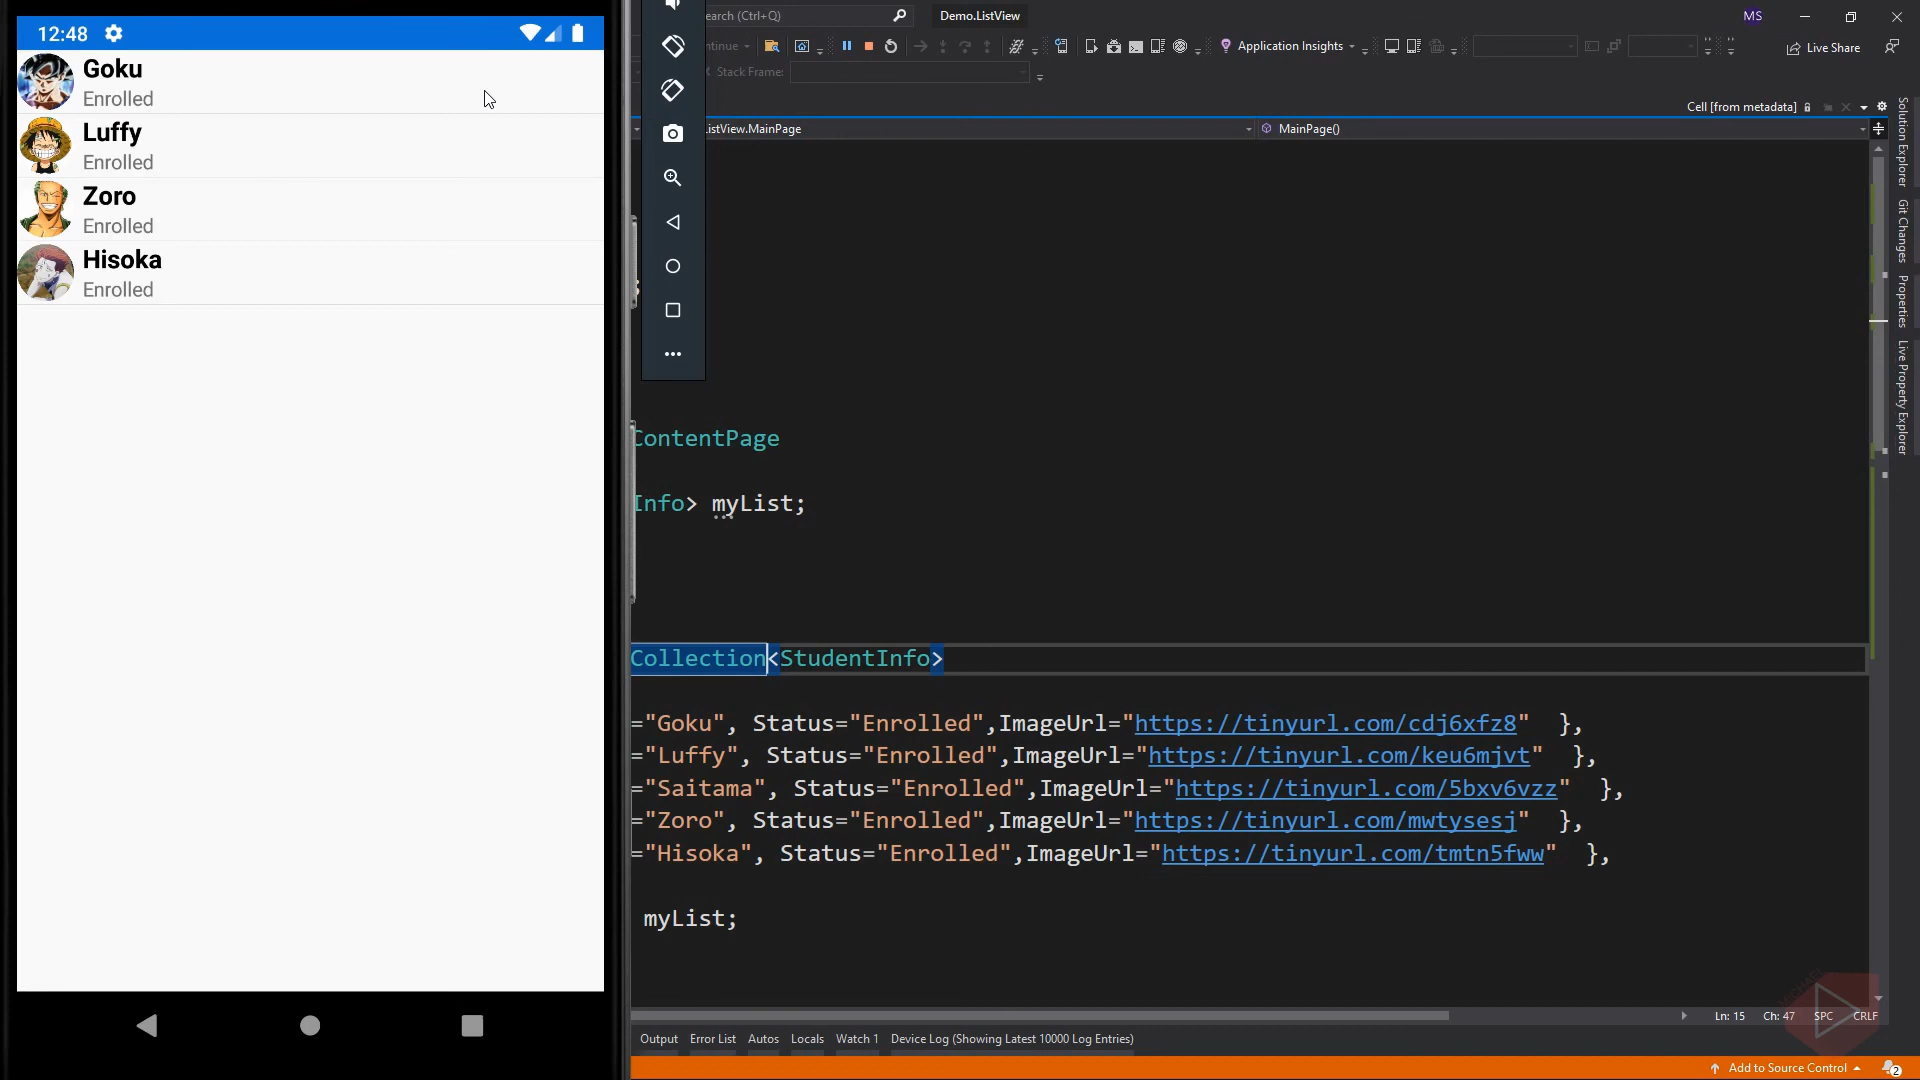 12:48
Goku
Enrolled
Luffy
Enrolled
Zoro
Enrolled
Hisoka
Enrolled
earch (Ctrl+Q)
Demo.ListView
MS
ntinue
Application Insights
Live Share
Stack Frame:
Cell [from metadata]
istView.MainPage
MainPage()
Solution Explorer
Git Changes
Properties
Live Property Explorer
ContentPage
Info> myList;
Collection<StudentInfo>
="Goku", Status="Enrolled",ImageUrl="https://tinyurl.com/cdj6xfz8"  },
="Luffy", Status="Enrolled",ImageUrl="https://tinyurl.com/keu6mjvt"  },
="Saitama", Status="Enrolled",ImageUrl="https://tinyurl.com/5bxv6vzz"  },
="Zoro", Status="Enrolled",ImageUrl="https://tinyurl.com/mwtysesj"  },
="Hisoka", Status="Enrolled",ImageUrl="https://tinyurl.com/tmtn5fww"  },
myList;
Ln: 15 Ch: 47 SPC CRLF
Output Error List Autos Locals Watch 1 Device Log (Showing Latest 10000 Log Entries)
Add to Source Control
2